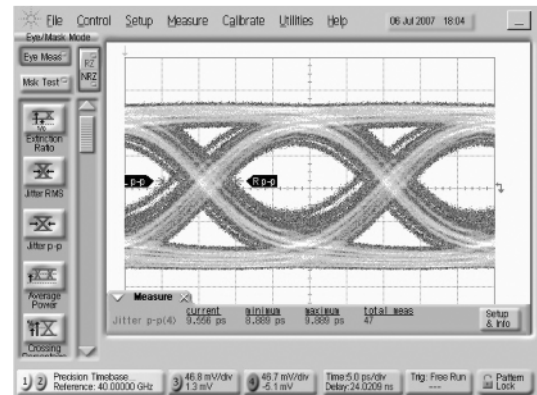 File Control Setup Measure Calibrate Utilities Help 06 Jul 2007 18:04
Eye/Mask Mode
Eye Meas
Msk Test
RZ
NRZ
Extinction
Ratio
Jitter RMS
Jitter p-p
Average
Power
Crossing
p-p
R p-p
Measure
current minimum maximum total meas
Jitter p-p(4) 9.556 ps 8.889 ps 9.889 ps 47
Setup
& Info
1) 2) Precision Timebase...
Reference: 40.00000 GHz
3) 46.8 mV/div
1.3 mV
4) 46.7 mV/div
-5.1 mV
Time:5.0 ps/div
Delay:24.0209 ns
Trig: Free Run
---
Pattern
Lock